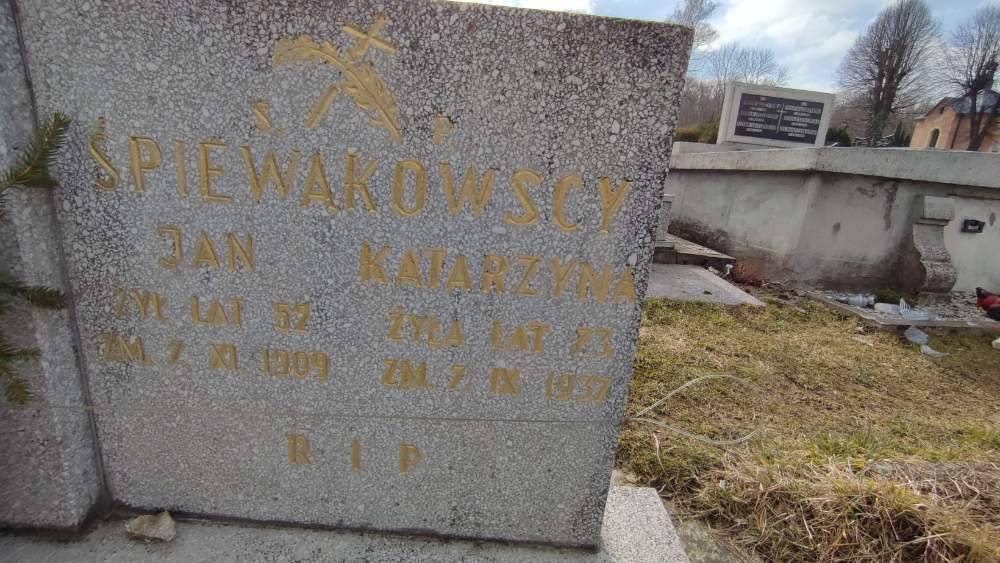 Ś. P.
ŚPIEWAKOWSCY
JAN KATARZYNA
ŻYŁ LAT 52 ŻYŁA LAT 73
ZM. 7. XI. 1909 ZM. 7. IX 1937
R I P